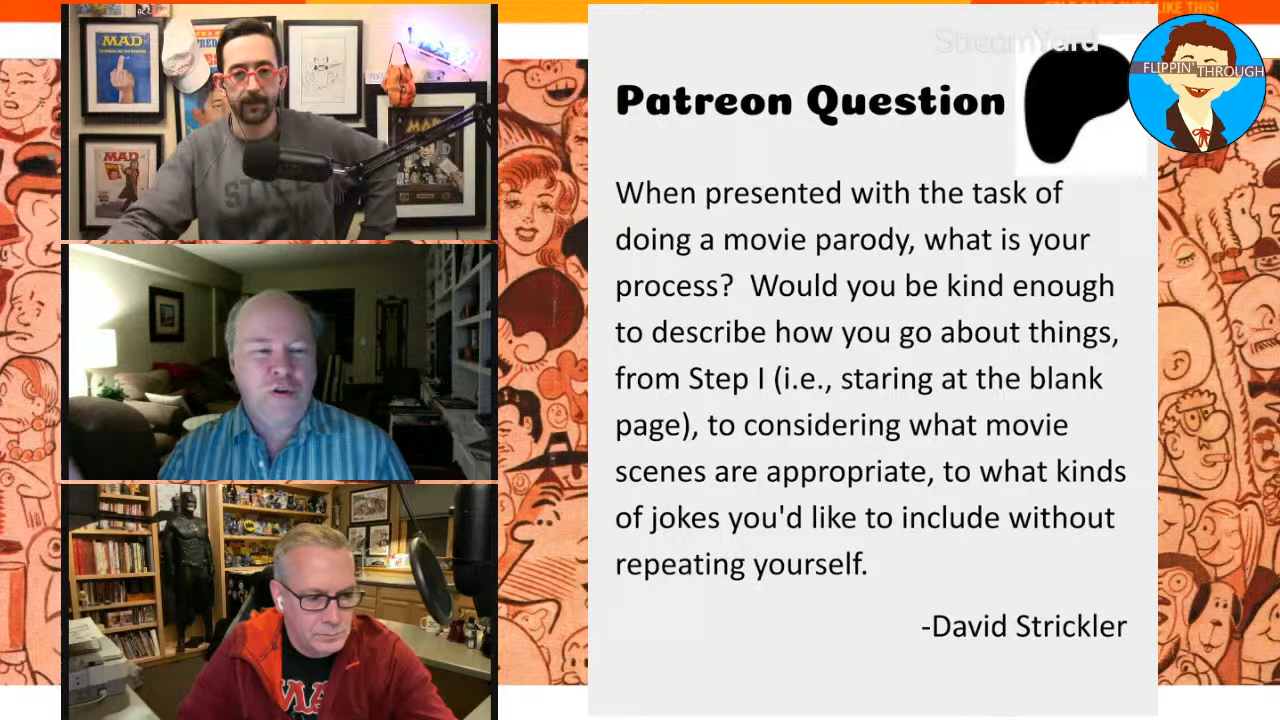 StreamYard
FLIPPIN' THROUGH
Patreon Question
When presented with the task of
doing a movie parody, what is your
process?  Would you be kind enough
to describe how you go about things,
from Step I (i.e., staring at the blank
page), to considering what movie
scenes are appropriate, to what kinds
of jokes you'd like to include without
repeating yourself.
-David Strickler
MAD
MAD
MAD
MAD